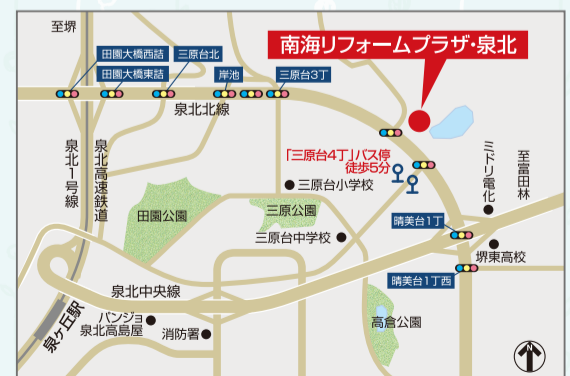 至堺
南海リフォームプラザ・泉北
田園大橋西詰
三原台北
田園大橋東詰
岸池
三原台3丁
泉北北線
泉北1号線
泉北高速鉄道
「三原台4丁」バス停
徒歩5分
ミドリ電化
至富田林
三原台小学校
田園公園
三原公園
晴美台1丁
三原台中学校
堺東高校
晴美台1丁西
泉北中央線
パンジョ
泉北高島屋
消防署
高倉公園
泉ヶ丘駅
N